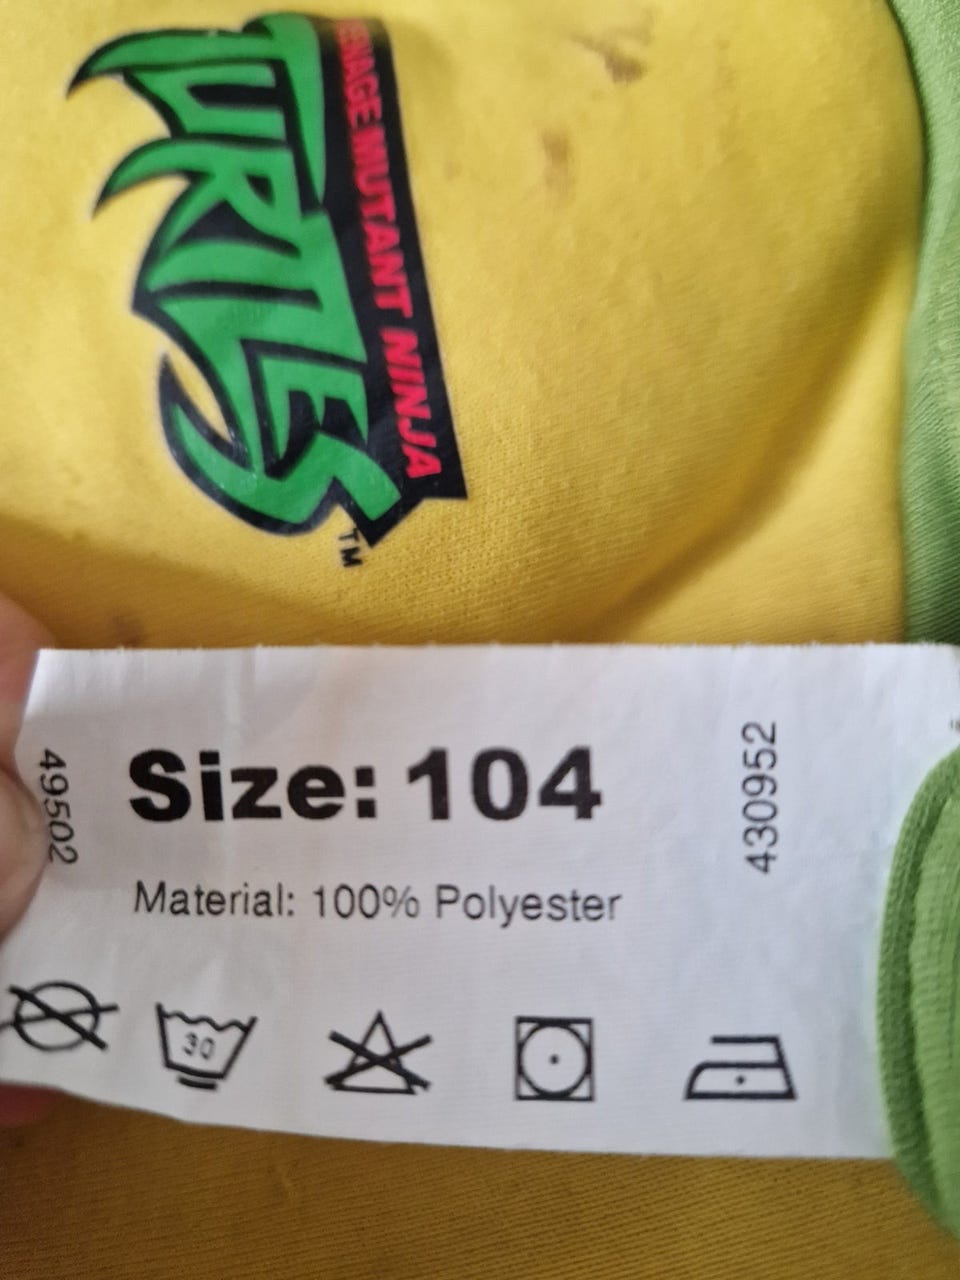 TEENAGE MUTANT NINJA
TURTLES
TM
49502
Size: 104
430952
Material: 100% Polyester
30